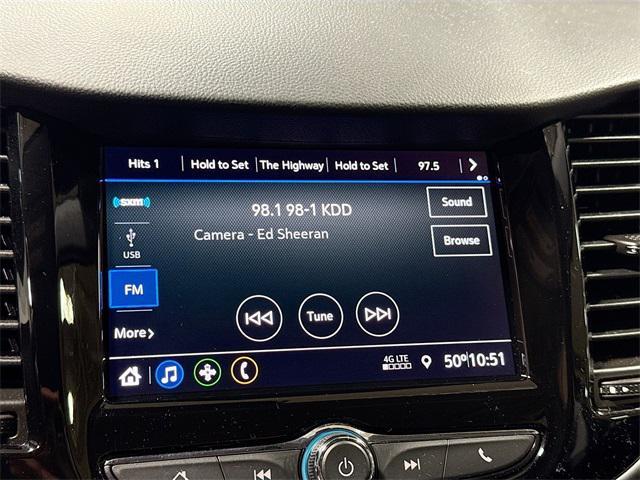 Hits 1 Hold to Set The Highway Hold to Set 97.5
((sxm)) 98.1 98-1 KDD Sound
Camera - Ed Sheeran
USB Browse
FM
More Tune
4G LTE 50° 10:51